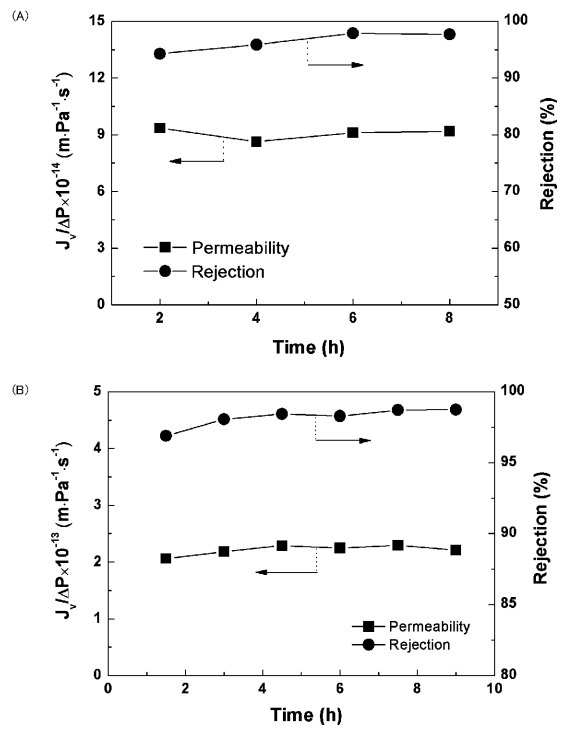 (A)
15
12
9
6
3
0
100
90
80
70
60
50
2 4 6 8
Jv/ΔP×10⁻¹⁴ (m·Pa⁻¹·s⁻¹)
Rejection (%)
Permeability
Rejection
Time (h)
(B)
5
4
3
2
1
0
100
95
90
85
80
0 2 4 6 8 10
Jv/ΔP×10⁻¹³ (m·Pa⁻¹·s⁻¹)
Rejection (%)
Permeability
Rejection
Time (h)